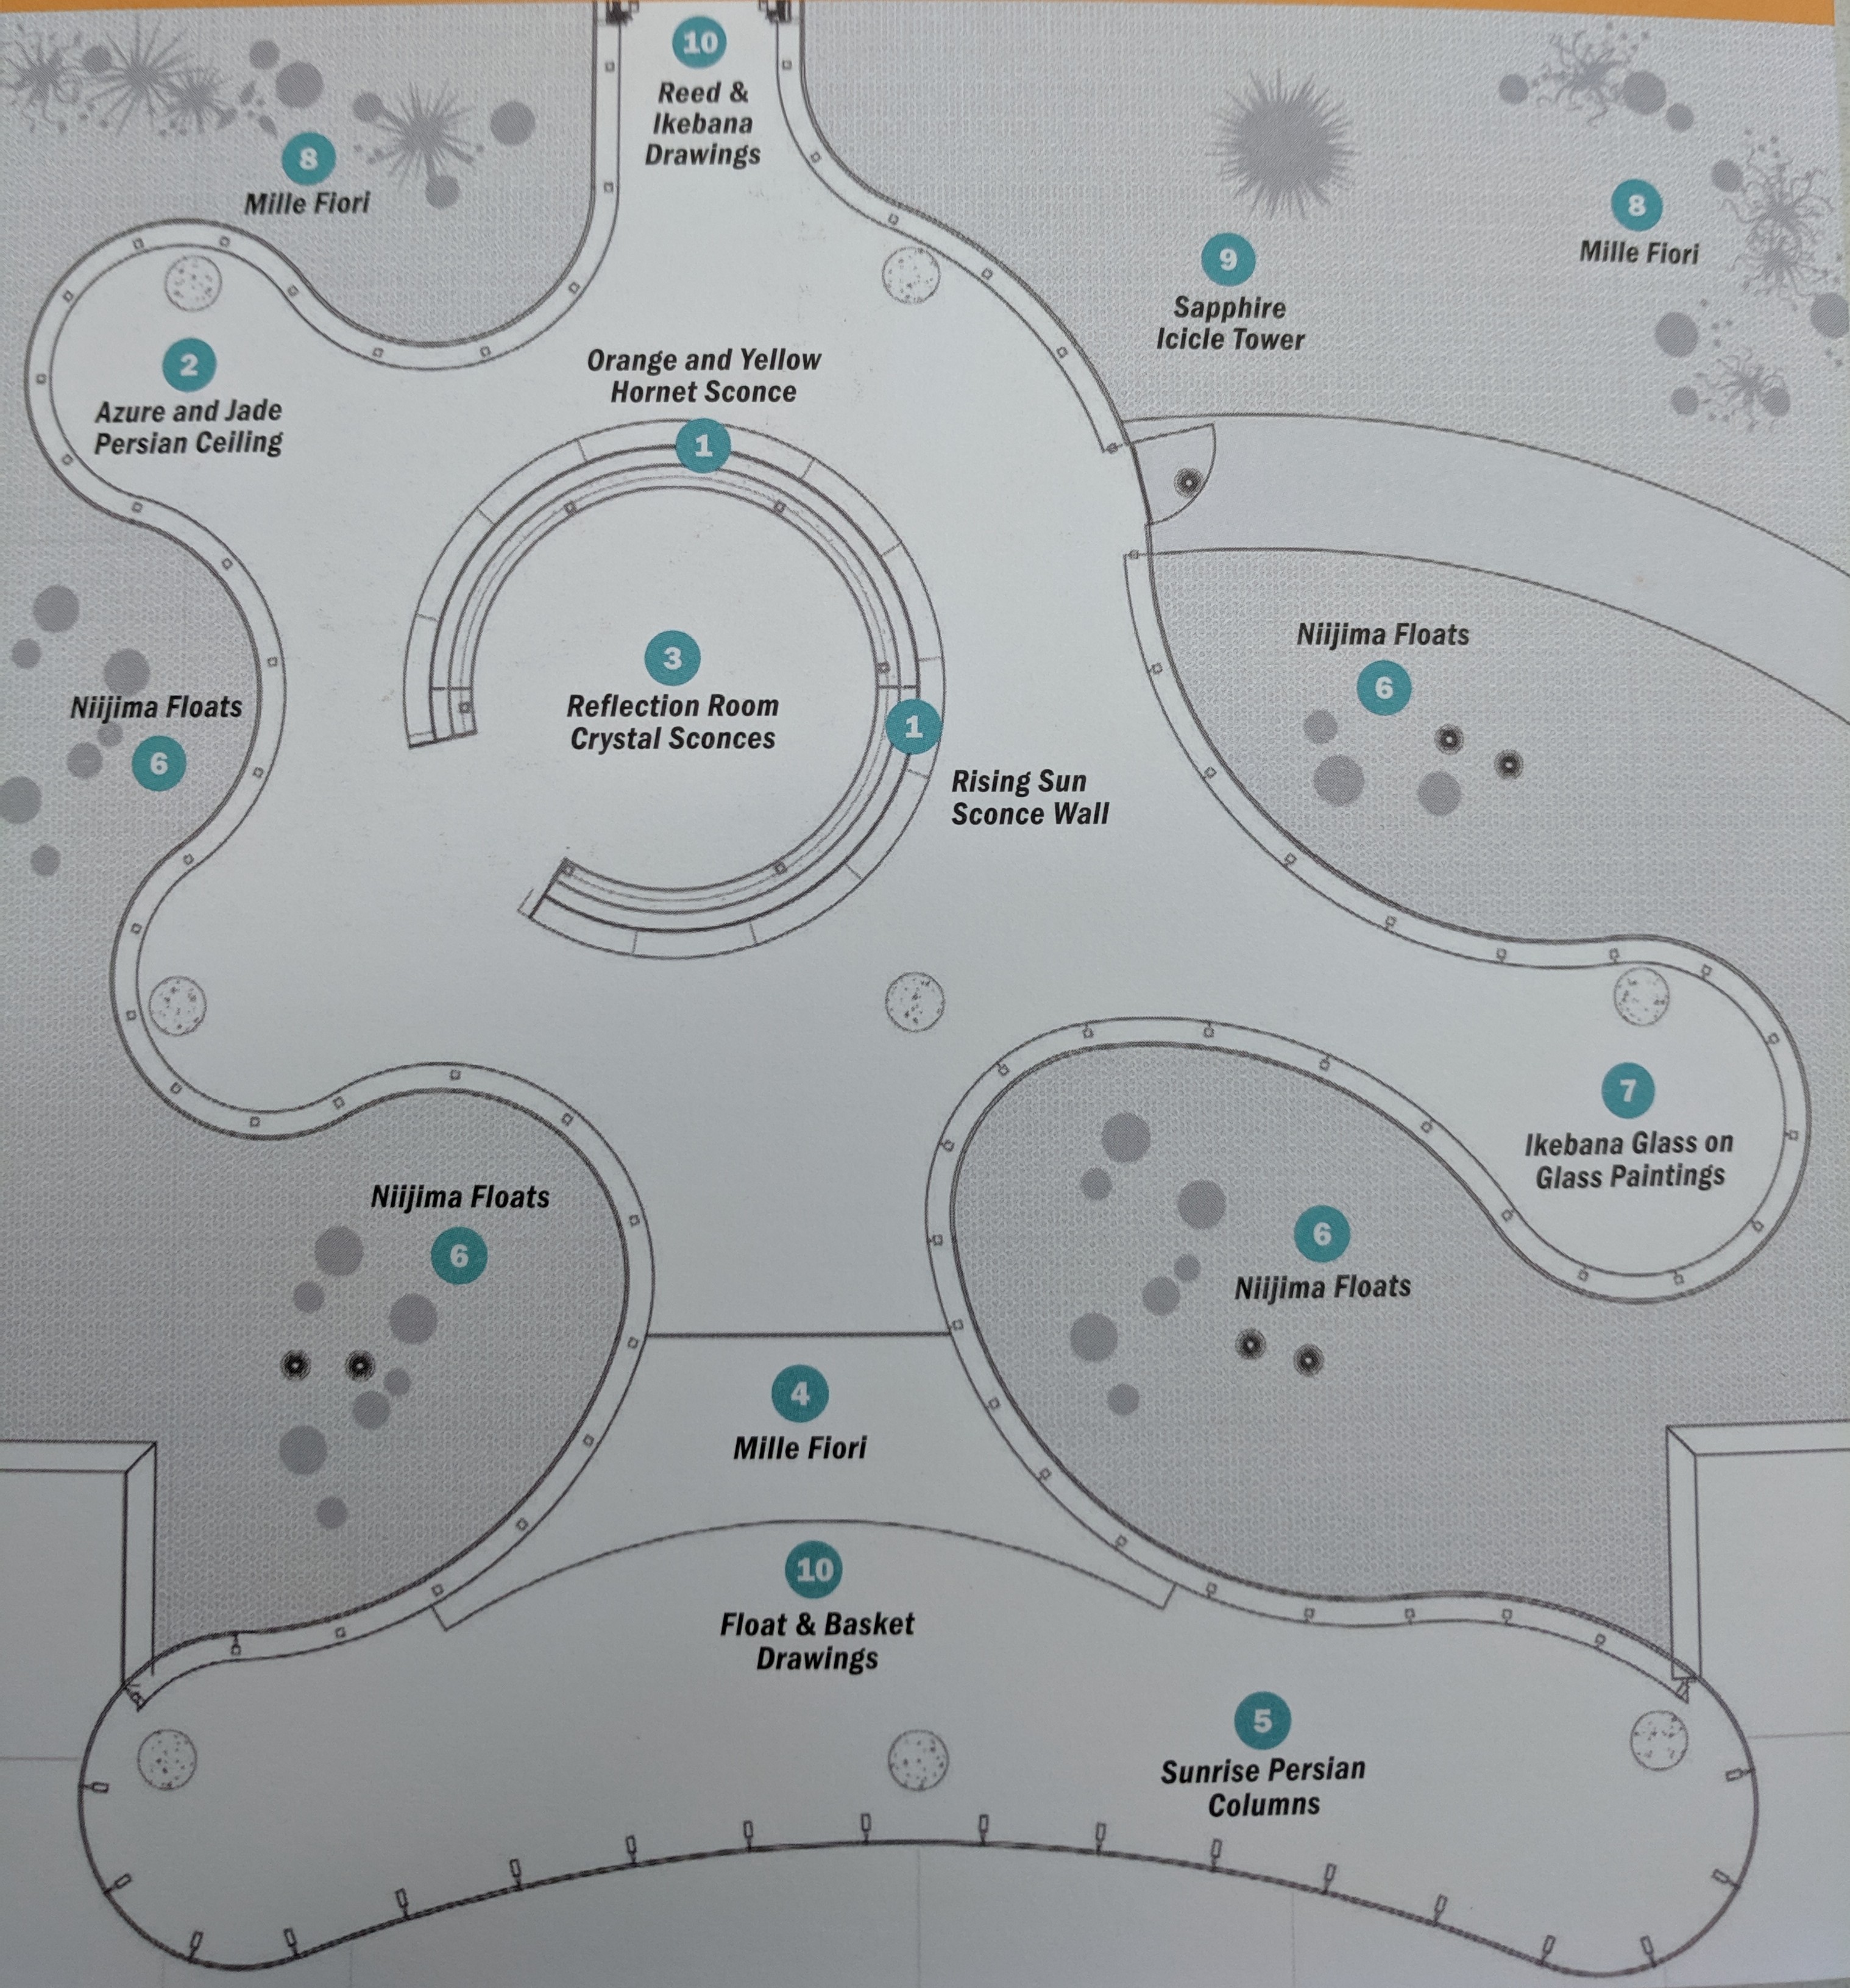 10
Reed &
Ikebana
Drawings
8
Mille Fiori
8
Mille Fiori
9
Sapphire
Icicle Tower
2
Azure and Jade
Persian Ceiling
Orange and Yellow
Hornet Sconce
1
3
Reflection Room
Crystal Sconces
1
Rising Sun
Sconce Wall
Niijima Floats
6
Niijima Floats
6
7
Ikebana Glass on
Glass Paintings
Niijima Floats
6
6
Niijima Floats
4
Mille Fiori
10
Float & Basket
Drawings
5
Sunrise Persian
Columns